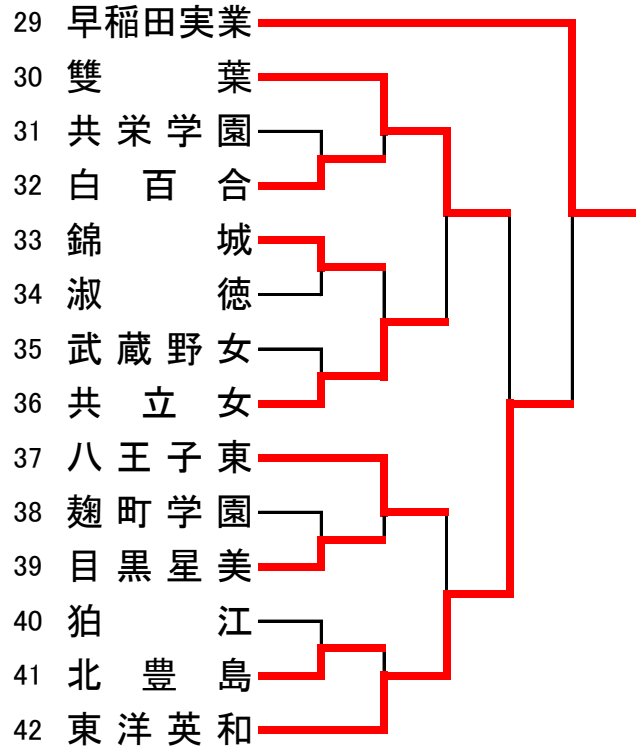 29 早稲田実業
30 雙葉
31 共栄学園
32 白百合
33 錦城
34 淑徳
35 武蔵野女
36 共立女
37 八王子東
38 麹町学園
39 目黒星美
40 狛江
41 北豊島
42 東洋英和